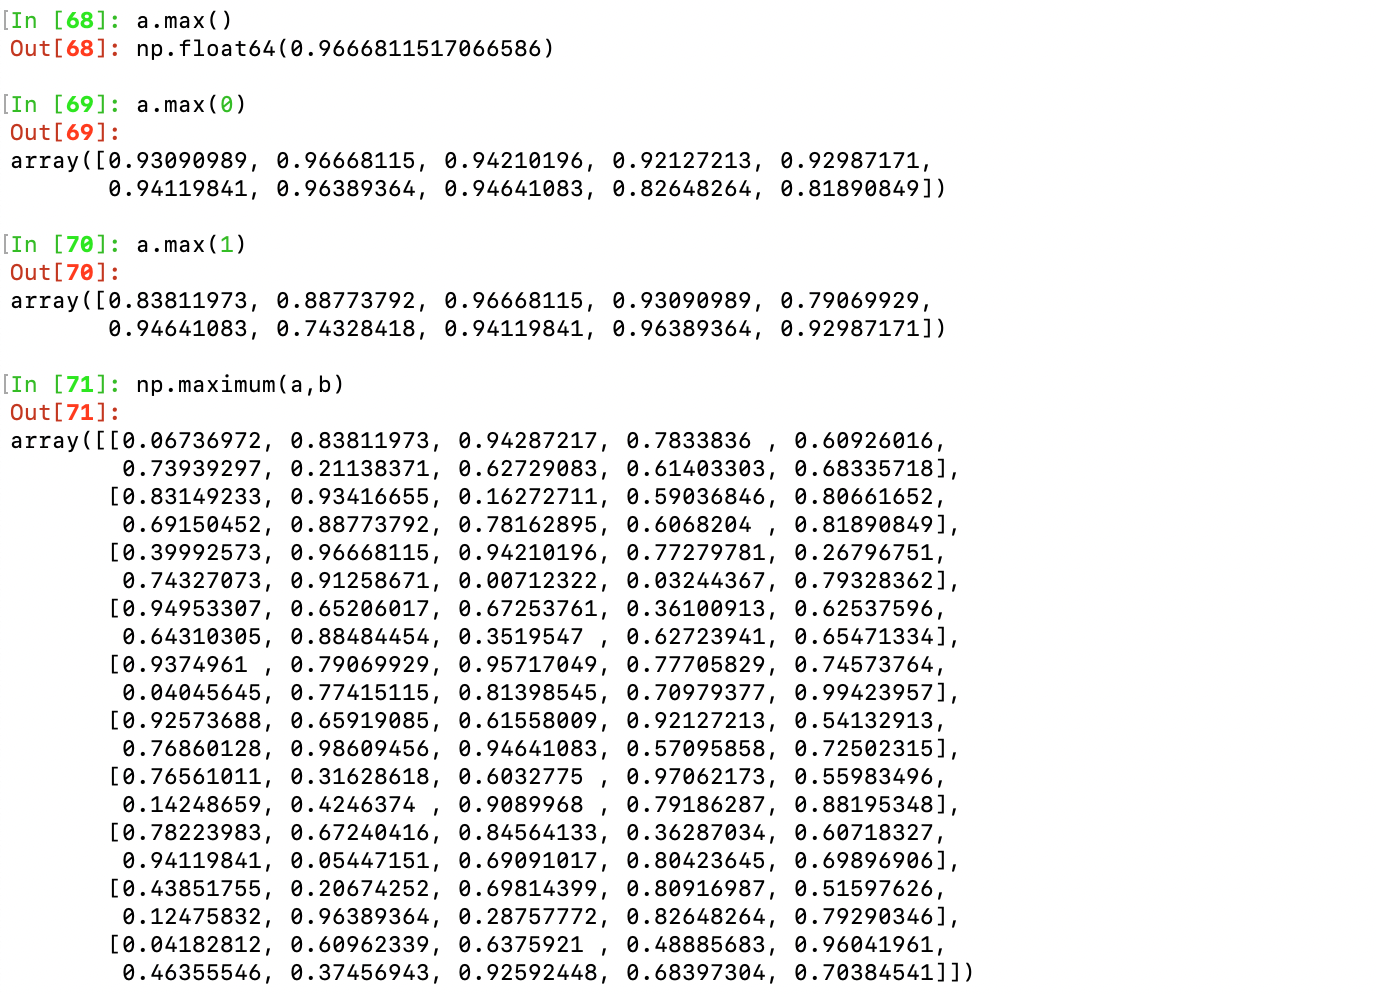 [In [68]: a.max()
Out[68]: np.float64(0.9666811517066586)
[In [69]: a.max(0)
Out[69]:
array([0.93090989, 0.96668115, 0.94210196, 0.92127213, 0.92987171,
0.94119841, 0.96389364, 0.94641083, 0.82648264, 0.81890849])
[In [70]: a.max(1)
Out[70]:
array([0.83811973, 0.88773792, 0.96668115, 0.93090989, 0.79069929,
0.94641083, 0.74328418, 0.94119841, 0.96389364, 0.92987171])
[In [71]: np.maximum(a,b)
Out[71]:
array([[0.06736972, 0.83811973, 0.94287217, 0.7833836 , 0.60926016,
0.73939297, 0.21138371, 0.62729083, 0.61403303, 0.68335718],
[0.83149233, 0.93416655, 0.16272711, 0.59036846, 0.80661652,
0.69150452, 0.88773792, 0.78162895, 0.6068204 , 0.81890849],
[0.39992573, 0.96668115, 0.94210196, 0.77279781, 0.26796751,
0.74327073, 0.91258671, 0.00712322, 0.03244367, 0.79328362],
[0.94953307, 0.65206017, 0.67253761, 0.36100913, 0.62537596,
0.64310305, 0.88484454, 0.3519547 , 0.62723941, 0.65471334],
[0.9374961 , 0.79069929, 0.95717049, 0.77705829, 0.74573764,
0.04045645, 0.77415115, 0.81398545, 0.70979377, 0.99423957],
[0.92573688, 0.65919085, 0.61558009, 0.92127213, 0.54132913,
0.76860128, 0.98609456, 0.94641083, 0.57095858, 0.72502315],
[0.76561011, 0.31628618, 0.6032775 , 0.97062173, 0.55983496,
0.14248659, 0.4246374 , 0.9089968 , 0.79186287, 0.88195348],
[0.78223983, 0.67240416, 0.84564133, 0.36287034, 0.60718327,
0.94119841, 0.05447151, 0.69091017, 0.80423645, 0.69896906],
[0.43851755, 0.20674252, 0.69814399, 0.80916987, 0.51597626,
0.12475832, 0.96389364, 0.28757772, 0.82648264, 0.79290346],
[0.04182812, 0.60962339, 0.6375921 , 0.48885683, 0.96041961,
0.46355546, 0.37456943, 0.92592448, 0.68397304, 0.70384541]])